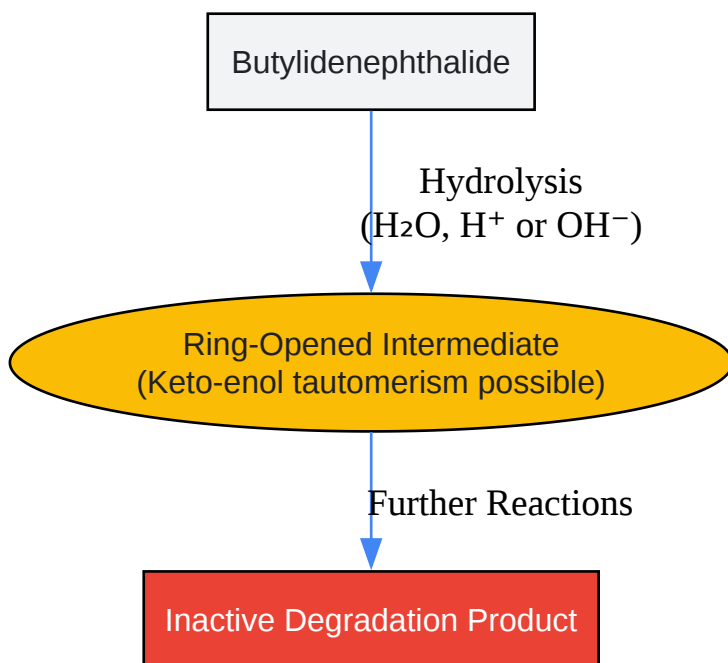 Butylidenephthalide
Hydrolysis
(H₂O, H⁺ or OH⁻)
Ring-Opened Intermediate
(Keto-enol tautomerism possible)
Further Reactions
Inactive Degradation Product